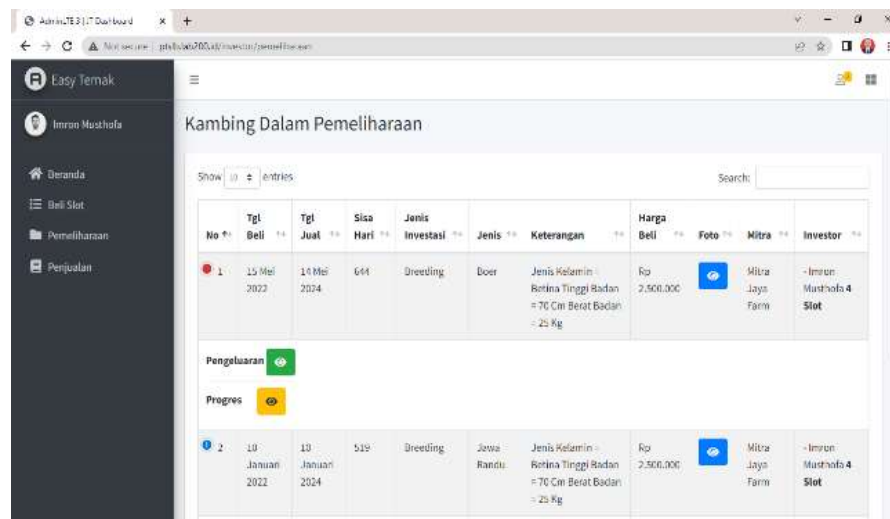 AdminLTE 3 | IT Dashboard
Not secure
Easy Ternak
Imron Musthofa
Kambing Dalam Pemeliharaan
Beranda
Beli Slot
Pemeliharaan
Penjualan
Show 10 entries
Search:
No Tgl Beli Tgl Jual Sisa Hari Jenis Investasi Jenis Keterangan Harga Beli Foto Mitra Investor
1 15 Mei 2022 14 Mei 2024 644 Breeding Boer Jenis Kelamin = Betina Tinggi Badan = 70 Cm Berat Badan = 25 Kg Rp 2.500.000 Mitra Jaya Farm - Imron Musthofa 4 Slot
Pengeluaran
Progres
2 10 Januari 2022 Januari 2024 519 Breeding Jawa Randu Jenis Kelamin = Betina Tinggi Badan = 70 Cm Berat Badan = 25 Kg Rp 2.500.000 Mitra Jaya Farm - Imron Musthofa 4 Slot